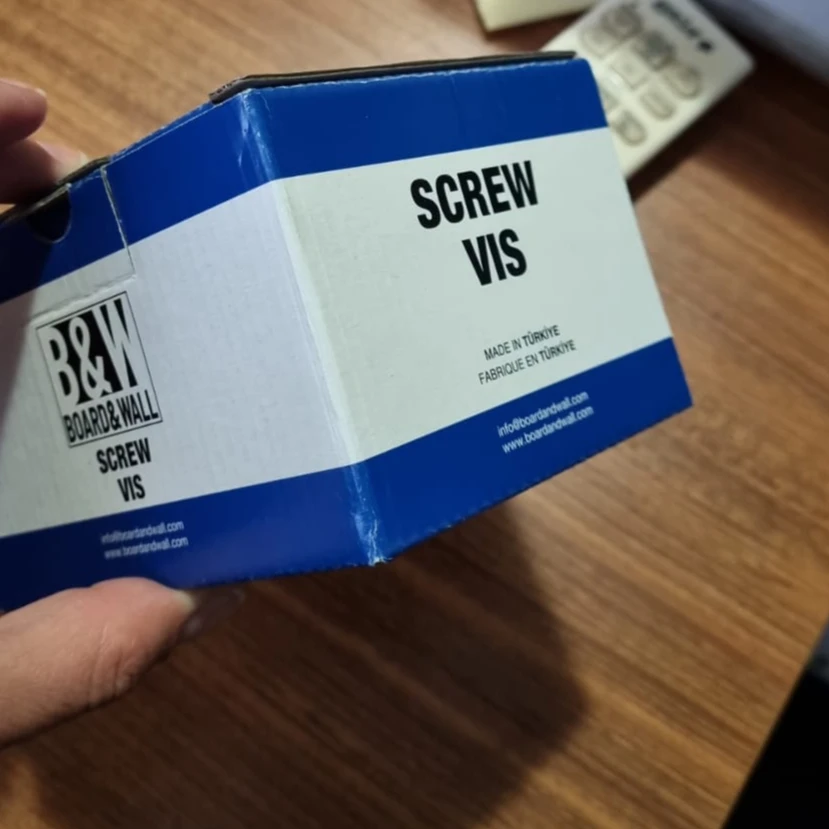 B&W
BOARD&WALL
SCREW
VIS
info@boardandwall.com
www.boardandwall.com
SCREW
VIS
MADE IN TÜRKİYE
FABRIQUE EN TÜRKİYE
info@boardandwall.com
www.boardandwall.com